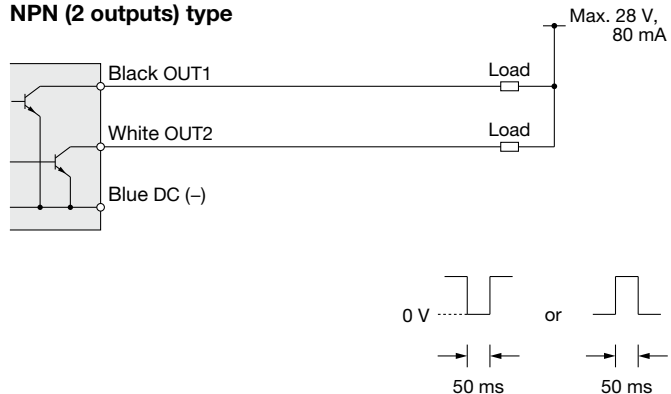 NPN (2 outputs) type
Max. 28 V,
80 mA
Black OUT1
Load
White OUT2
Load
Blue DC (–)
0 V
or
50 ms
50 ms